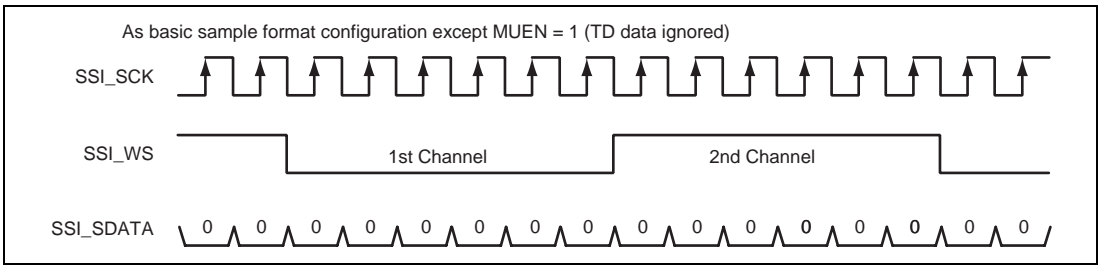 As basic sample format configuration except MUEN = 1 (TD data ignored)
SSI_SCK
SSI_WS 1st Channel 2nd Channel
SSI_SDATA 0 0 0 0 0 0 0 0 0 0 0 0 0 0 0 0